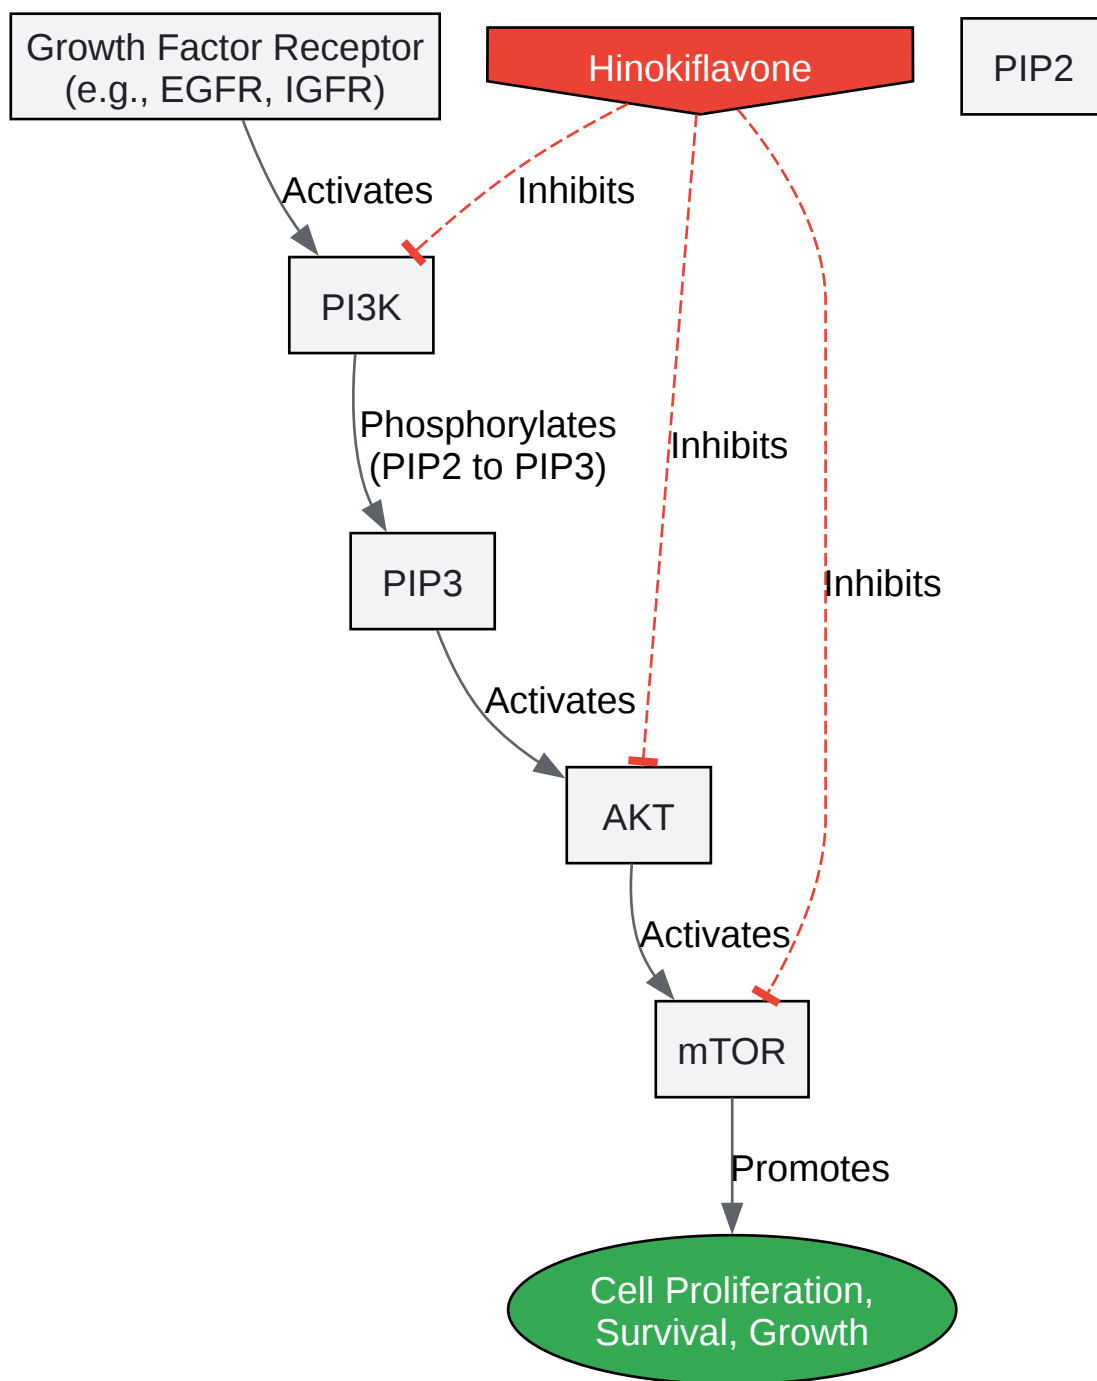 Growth Factor Receptor
(e.g., EGFR, IGFR)
Hinokiflavone
PIP2
Activates
Inhibits
PI3K
Phosphorylates
(PIP2 to PIP3)
Inhibits
PIP3
Inhibits
Activates
AKT
Activates
mTOR
Promotes
Cell Proliferation,
Survival, Growth